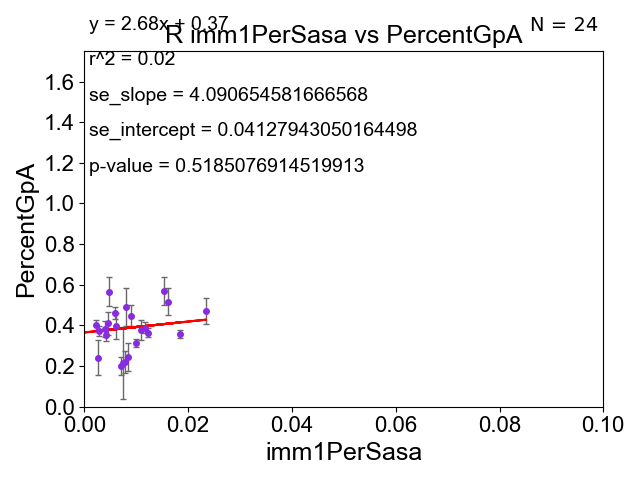 y = 2.68x + 0.37
N = 24
R imm1PerSasa vs PercentGpA
r^2 = 0.02
se_slope = 4.090654581666568
se_intercept = 0.04127943050164498
p-value = 0.5185076914519913
PercentGpA
1.6
1.4
1.2
1.0
0.8
0.6
0.4
0.2
0.0
0.00 0.02 0.04 0.06 0.08 0.10
imm1PerSasa